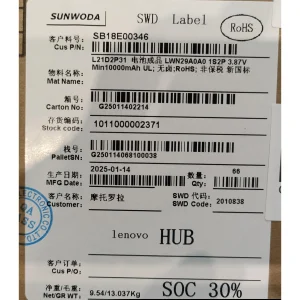 SUNWODA SWD Label RoHS
客户料号: SB18E00346
Cus P/N:
物料名称: L21D2P31 电池成品 LWN29A0A0 1S2P 3.87V
Mat Name: Min10000mAh UL; 无卤;RoHS; 非保税 新国标
箱号: G25011402214
Carton No:
存货编码: 1011000002371
Stock code:
栈号: G250114068100038
PalletSN:
生产日期: 2025-01-14 数量: 66
MFG Date: Qty:
客户名称: 摩托罗拉 SWD 代码: 2010838
Customer: SWD Code:
lenovo HUB
客户订单:
Cus P/O:
净重/毛重: 9.54/13.037KG SOC 30%
Net/GR WT: